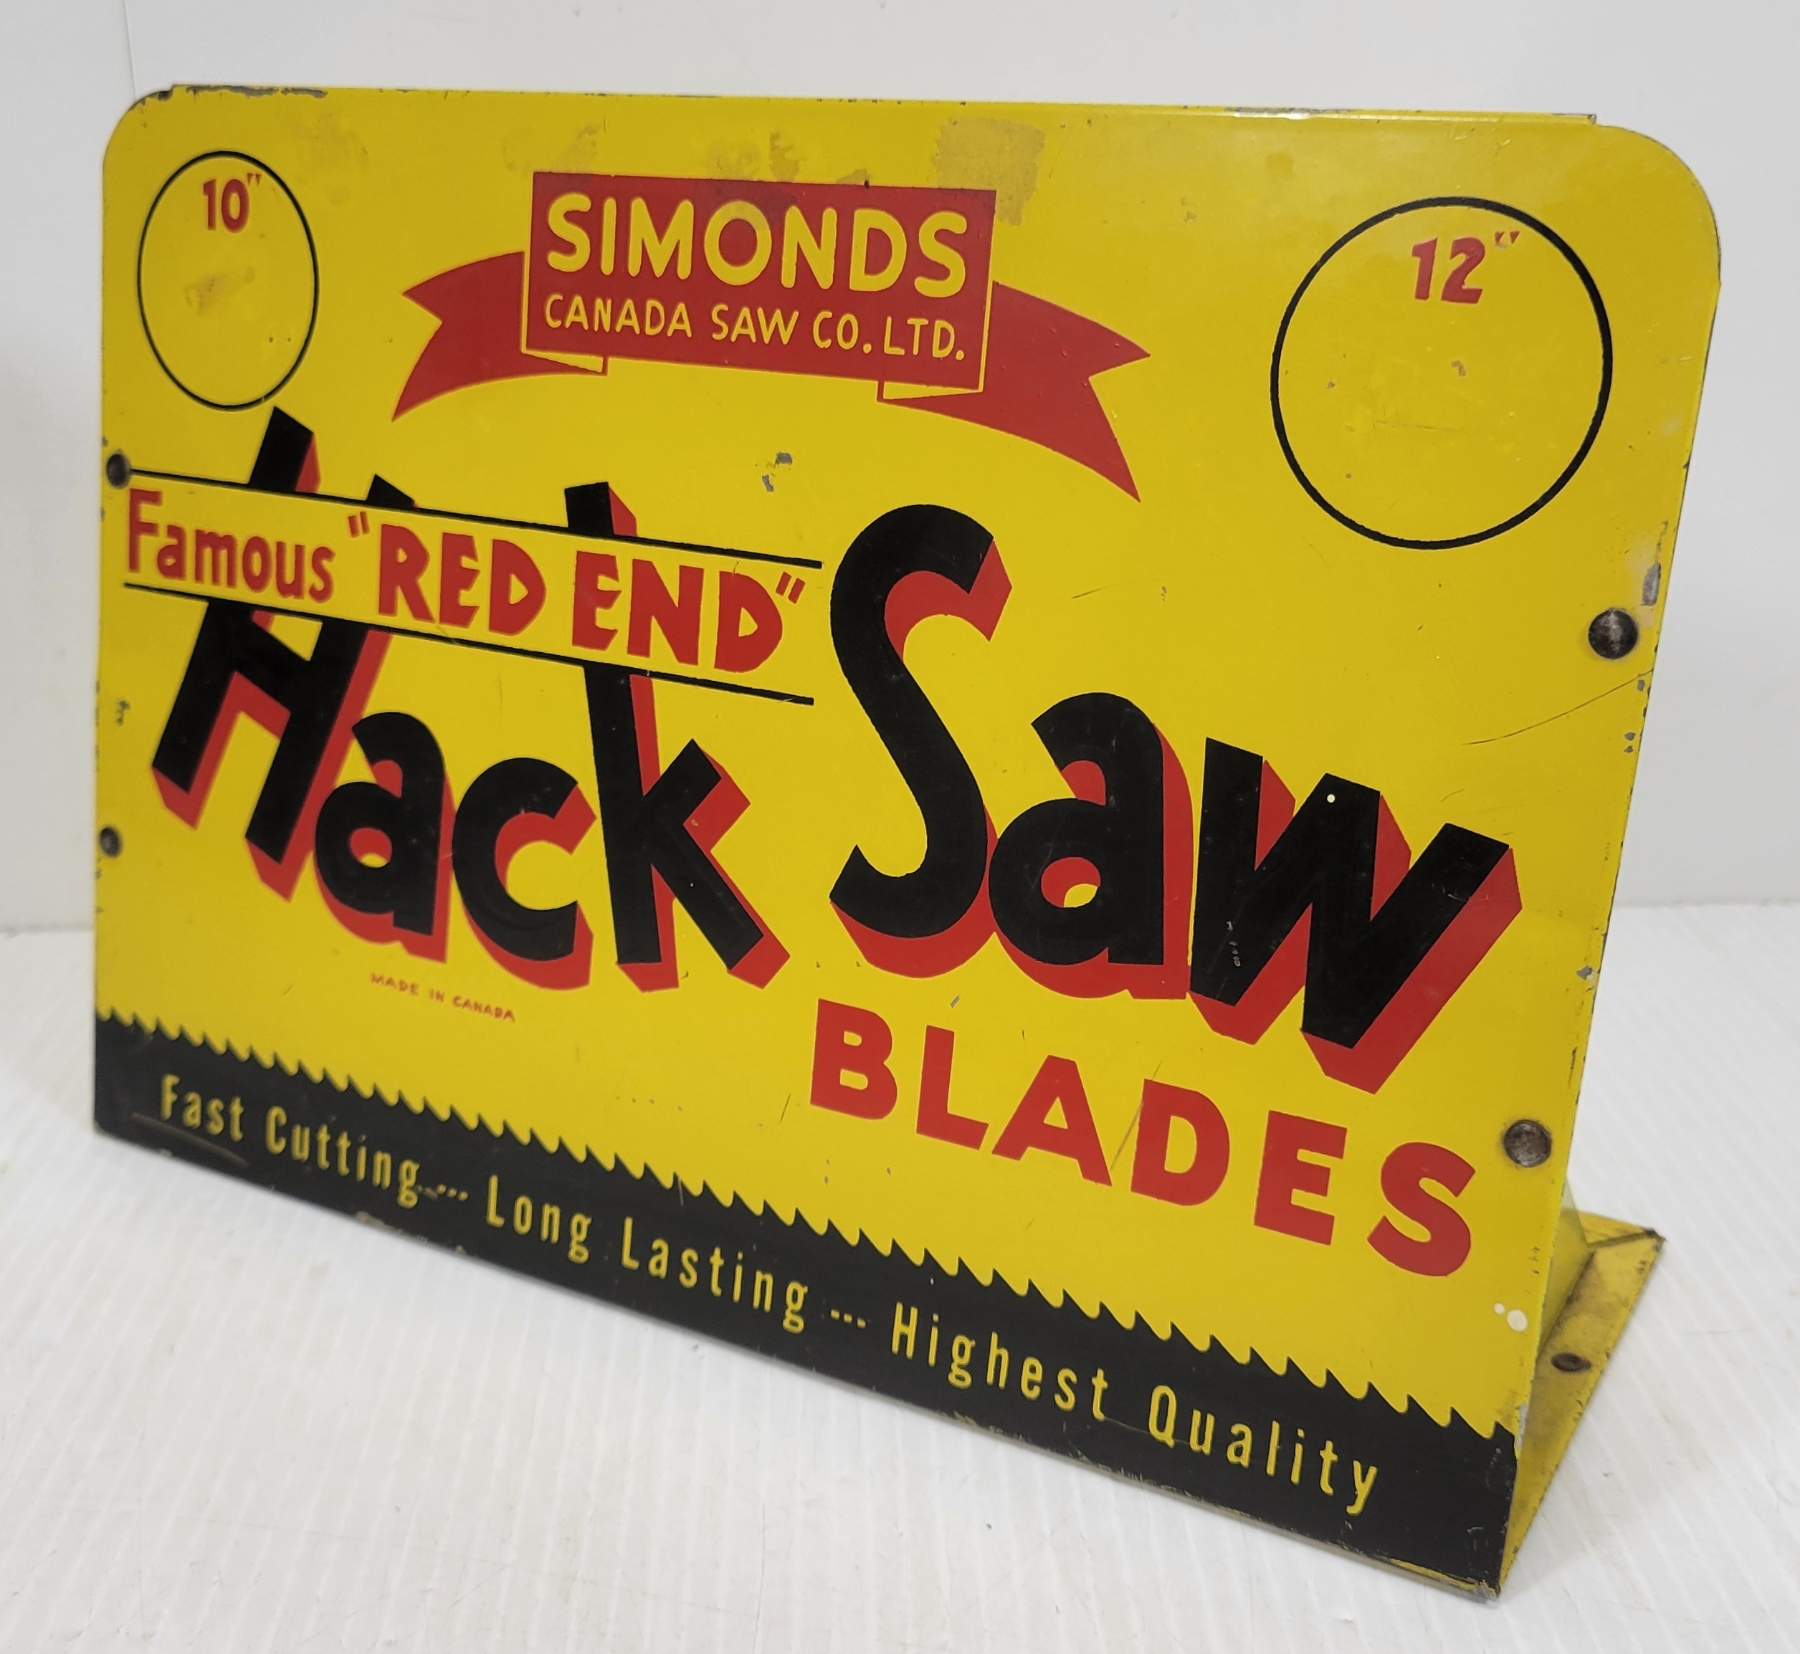 10"
SIMONDS
CANADA SAW CO. LTD.
12"
Famous "RED END"
Hack Saw
BLADES
MADE IN CANADA
Fast Cutting --- Long Lasting --- Highest Quality